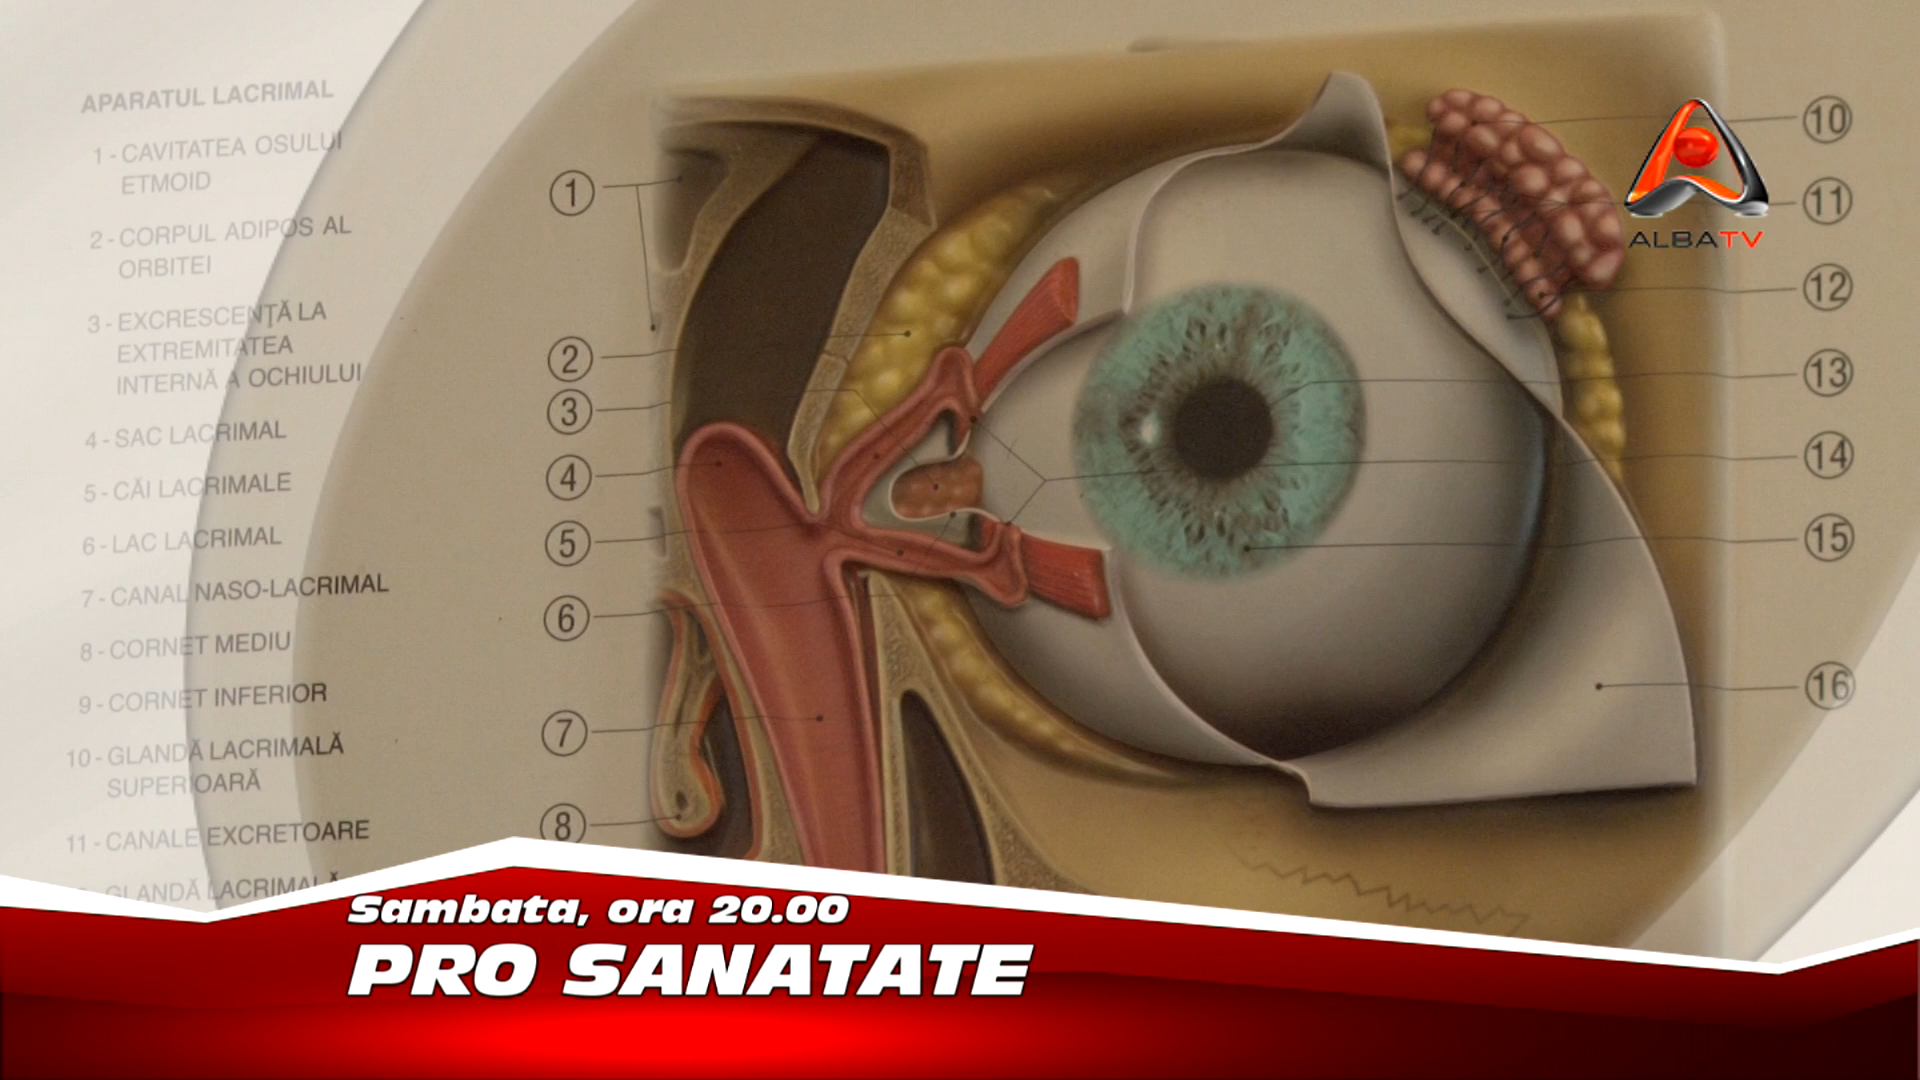 APARATUL LACRIMAL
1 - CAVITATEA OSULUI
ETMOID
2 - CORPUL ADIPOS AL
ORBITEI
3 - EXCRESCENȚĂ LA
EXTREMITATEA
INTERNĂ A OCHIULUI
4 - SAC LACRIMAL
5 - CĂI LACRIMALE
6 - LAC LACRIMAL
7 - CANAL NASO-LACRIMAL
8 - CORNET MEDIU
9 - CORNET INFERIOR
10 - GLANDĂ LACRIMALĂ
SUPERIOARĂ
11 - CANALE EXCRETOARE
GLANDĂ LACRIMALĂ
1
2
3
4
5
6
7
8
10
11
12
13
14
15
16
ALBATV
Sambata, ora 20.00
PRO SANATATE